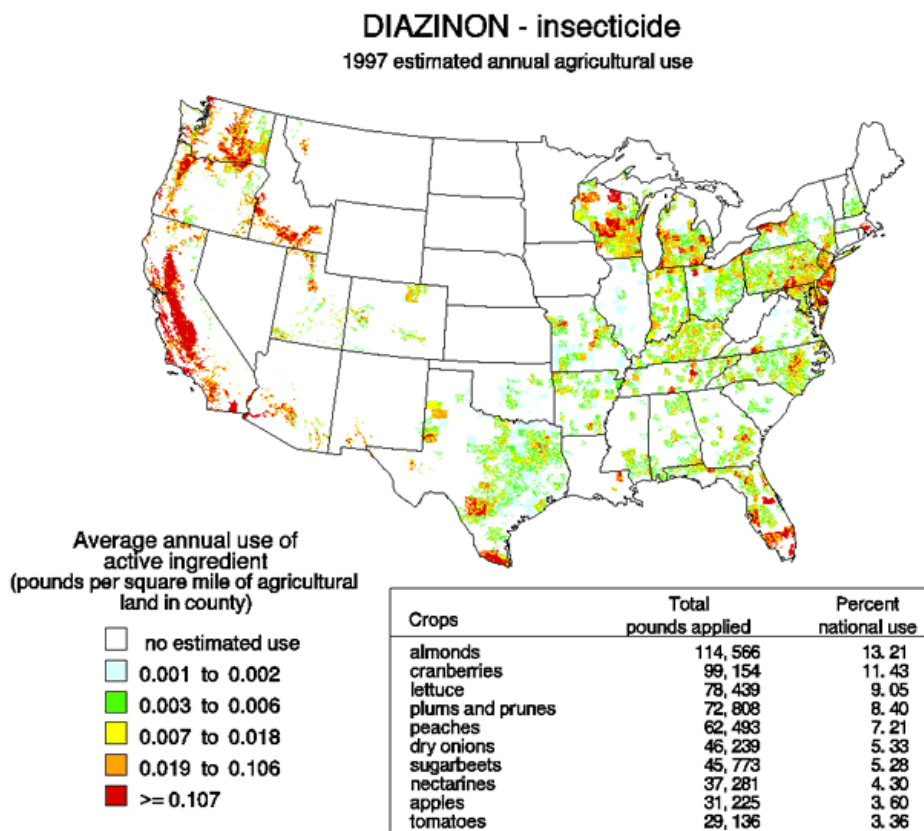 DIAZINON - insecticide
1997 estimated annual agricultural use
Average annual use of
active ingredient
(pounds per square mile of agricultural
land in county)
no estimated use
0.001 to 0.002
0.003 to 0.006
0.007 to 0.018
0.019 to 0.106
>= 0.107
Crops Total pounds applied Percent national use
almonds 114, 566 13. 21
cranberries 99, 154 11. 43
lettuce 78, 439 9. 05
plums and prunes 72, 808 8. 40
peaches 62, 493 7. 21
dry onions 46, 239 5. 33
sugarbeets 45, 773 5. 28
nectarines 37, 281 4. 30
apples 31, 225 3. 60
tomatoes 29, 136 3. 36